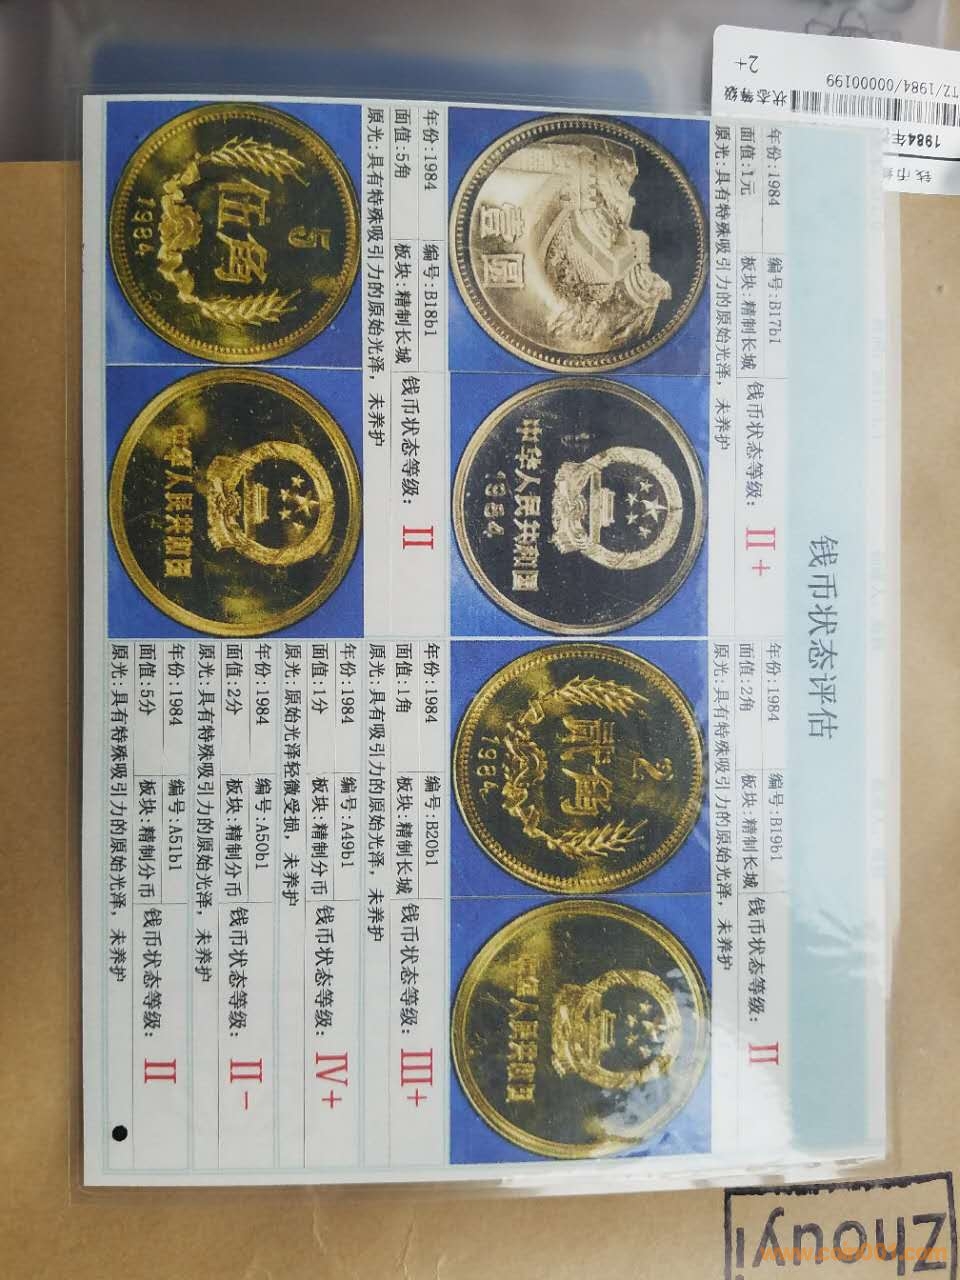 钱币状态评估
年份:1984 编号:B17b1
面值:1元 板块:精制长城 钱币状态等级: II+
原光:具有特殊吸引力的原始光泽，未养护
壹圆
中华人民共和国
1984
年份:1984 编号:B19b1
面值:2角 板块:精制长城 钱币状态等级: II
原光:具有特殊吸引力的原始光泽，未养护
2
贰角
1984
中华人民共和国
年份:1984 编号:B18b1
面值:5角 板块:精制长城 钱币状态等级: II
原光:具有特殊吸引力的原始光泽，未养护
5
伍角
1984
中华人民共和国
年份:1984 编号:B20b1
面值:1角 板块:精制长城 钱币状态等级: III+
原光:具有吸引力的原始光泽，未养护
年份:1984 编号:A49b1
面值:1分 板块:精制分币 钱币状态等级: IV+
原光:原始光泽轻微受损，未养护
年份:1984 编号:A50b1
面值:2分 板块:精制分币 钱币状态等级: II-
原光:具有特殊吸引力的原始光泽，未养护
年份:1984 编号:A51b1
面值:5分 板块:精制分币 钱币状态等级: II
原光:具有特殊吸引力的原始光泽，未养护
钱币
1984年
TZ/1984/00000199
状态等级 2+
Zhouyi